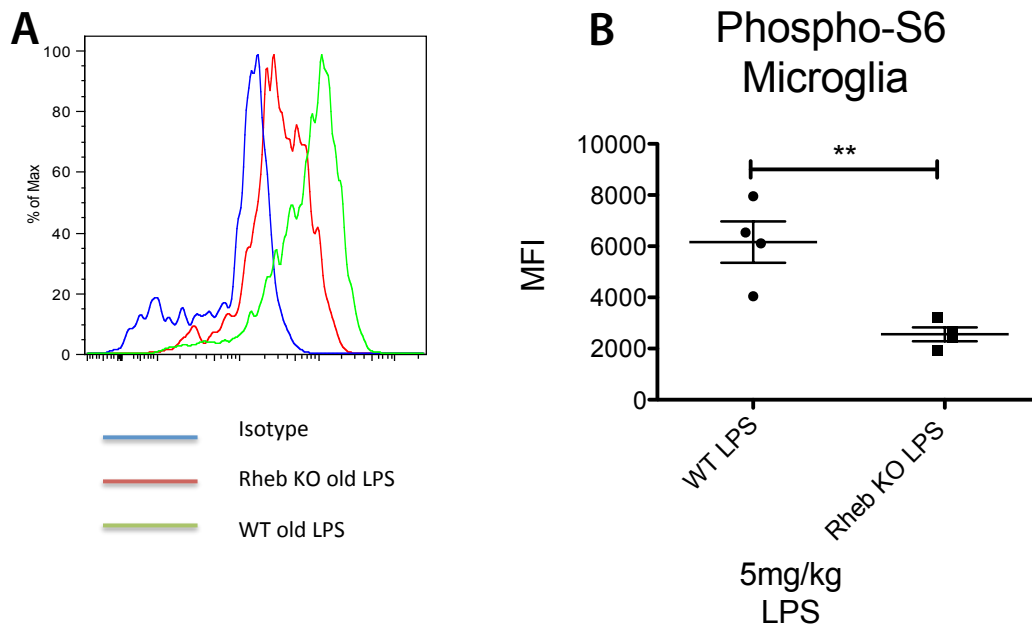 A
100
80
60
40
20
0
% of Max
Isotype
Rheb KO old LPS
WT old LPS
B
Phospho-S6
Microglia
**
10000
8000
6000
4000
2000
0
MFI
WT LPS
Rheb KO LPS
5mg/kg
LPS